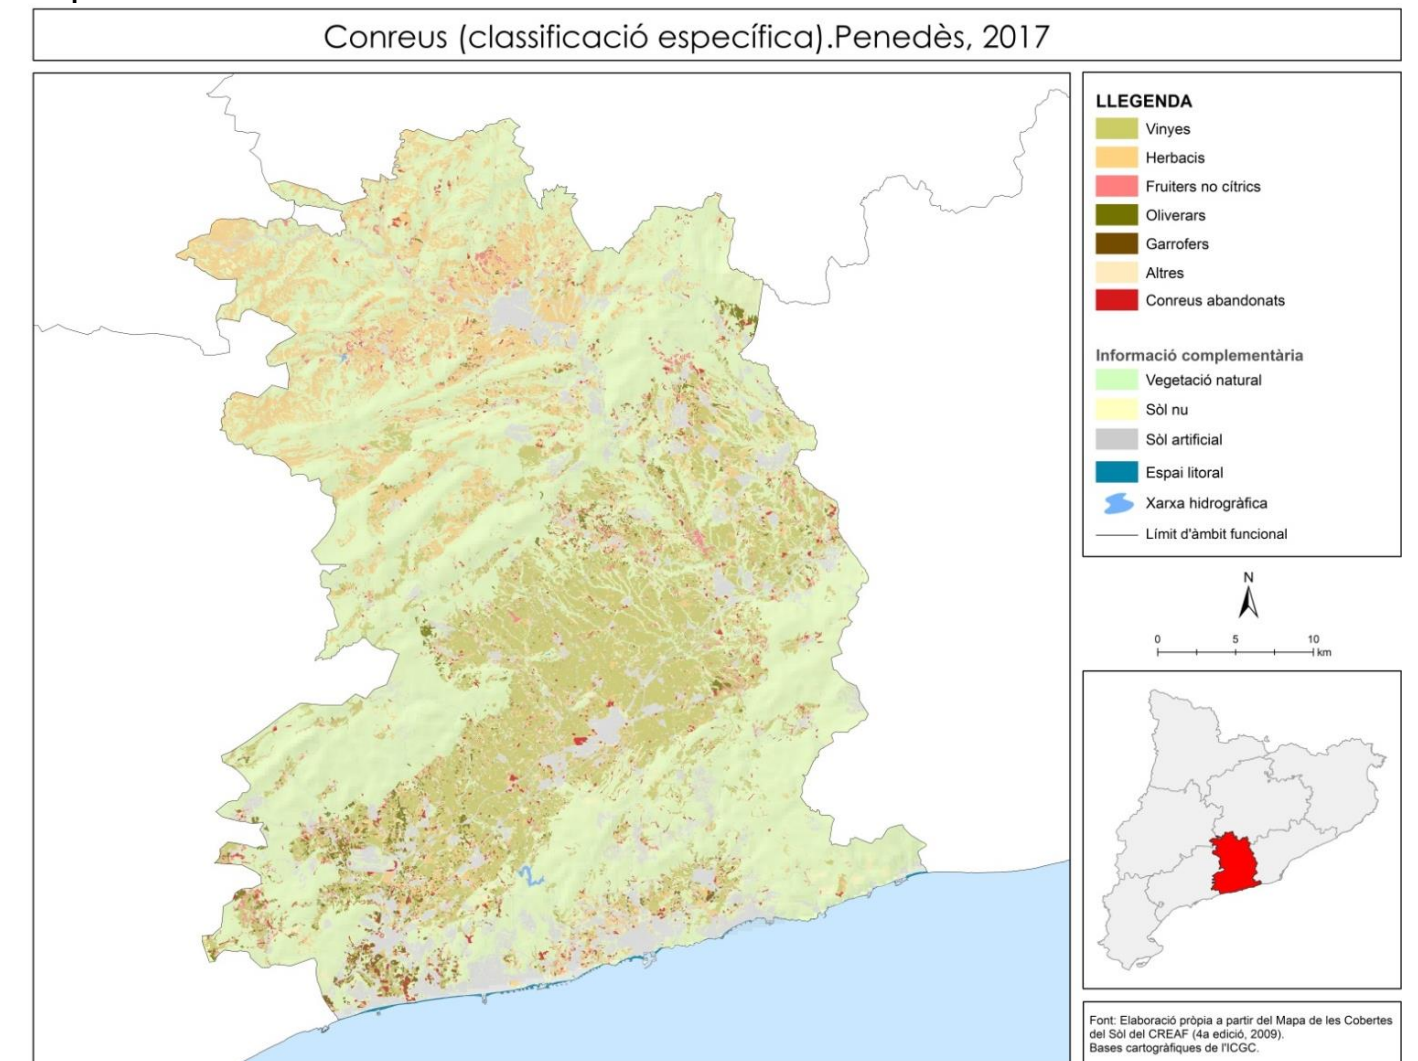 Conreus (classificació específica).Penedès, 2017
LLEGENDA
Vinyes
Herbacis
Fruiters no cítrics
Oliverars
Garrofers
Altres
Conreus abandonats
Informació complementària
Vegetació natural
Sòl nu
Sòl artificial
Espai litoral
Xarxa hidrogràfica
Límit d'àmbit funcional
N
0 5 10
km
Font: Elaboració pròpia a partir del Mapa de les Cobertes
del Sòl del CREAF (4a edició, 2009).
Bases cartogràfiques de l'ICGC.